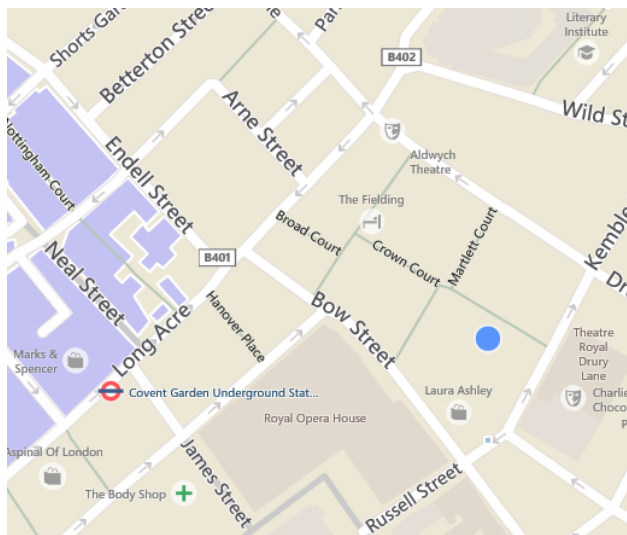 Literary
Institute
Shorts Gar
Par
Betterton Street
B402
Wild St
Arne Street
Aldwych
Theatre
Nottingham Court
Endell Street
The Fielding
Broad Court
Crown Court
Martlett Court
Kemble
Neal Street
B401
Dru
Hanover Place
Bow Street
Long Acre
Theatre
Royal
Drury
Lane
Marks &
Spencer
Covent Garden Underground Stat...
Laura Ashley
Charlie
Choco
P
Royal Opera House
Aspinal Of London
James Street
The Body Shop
Russell Street